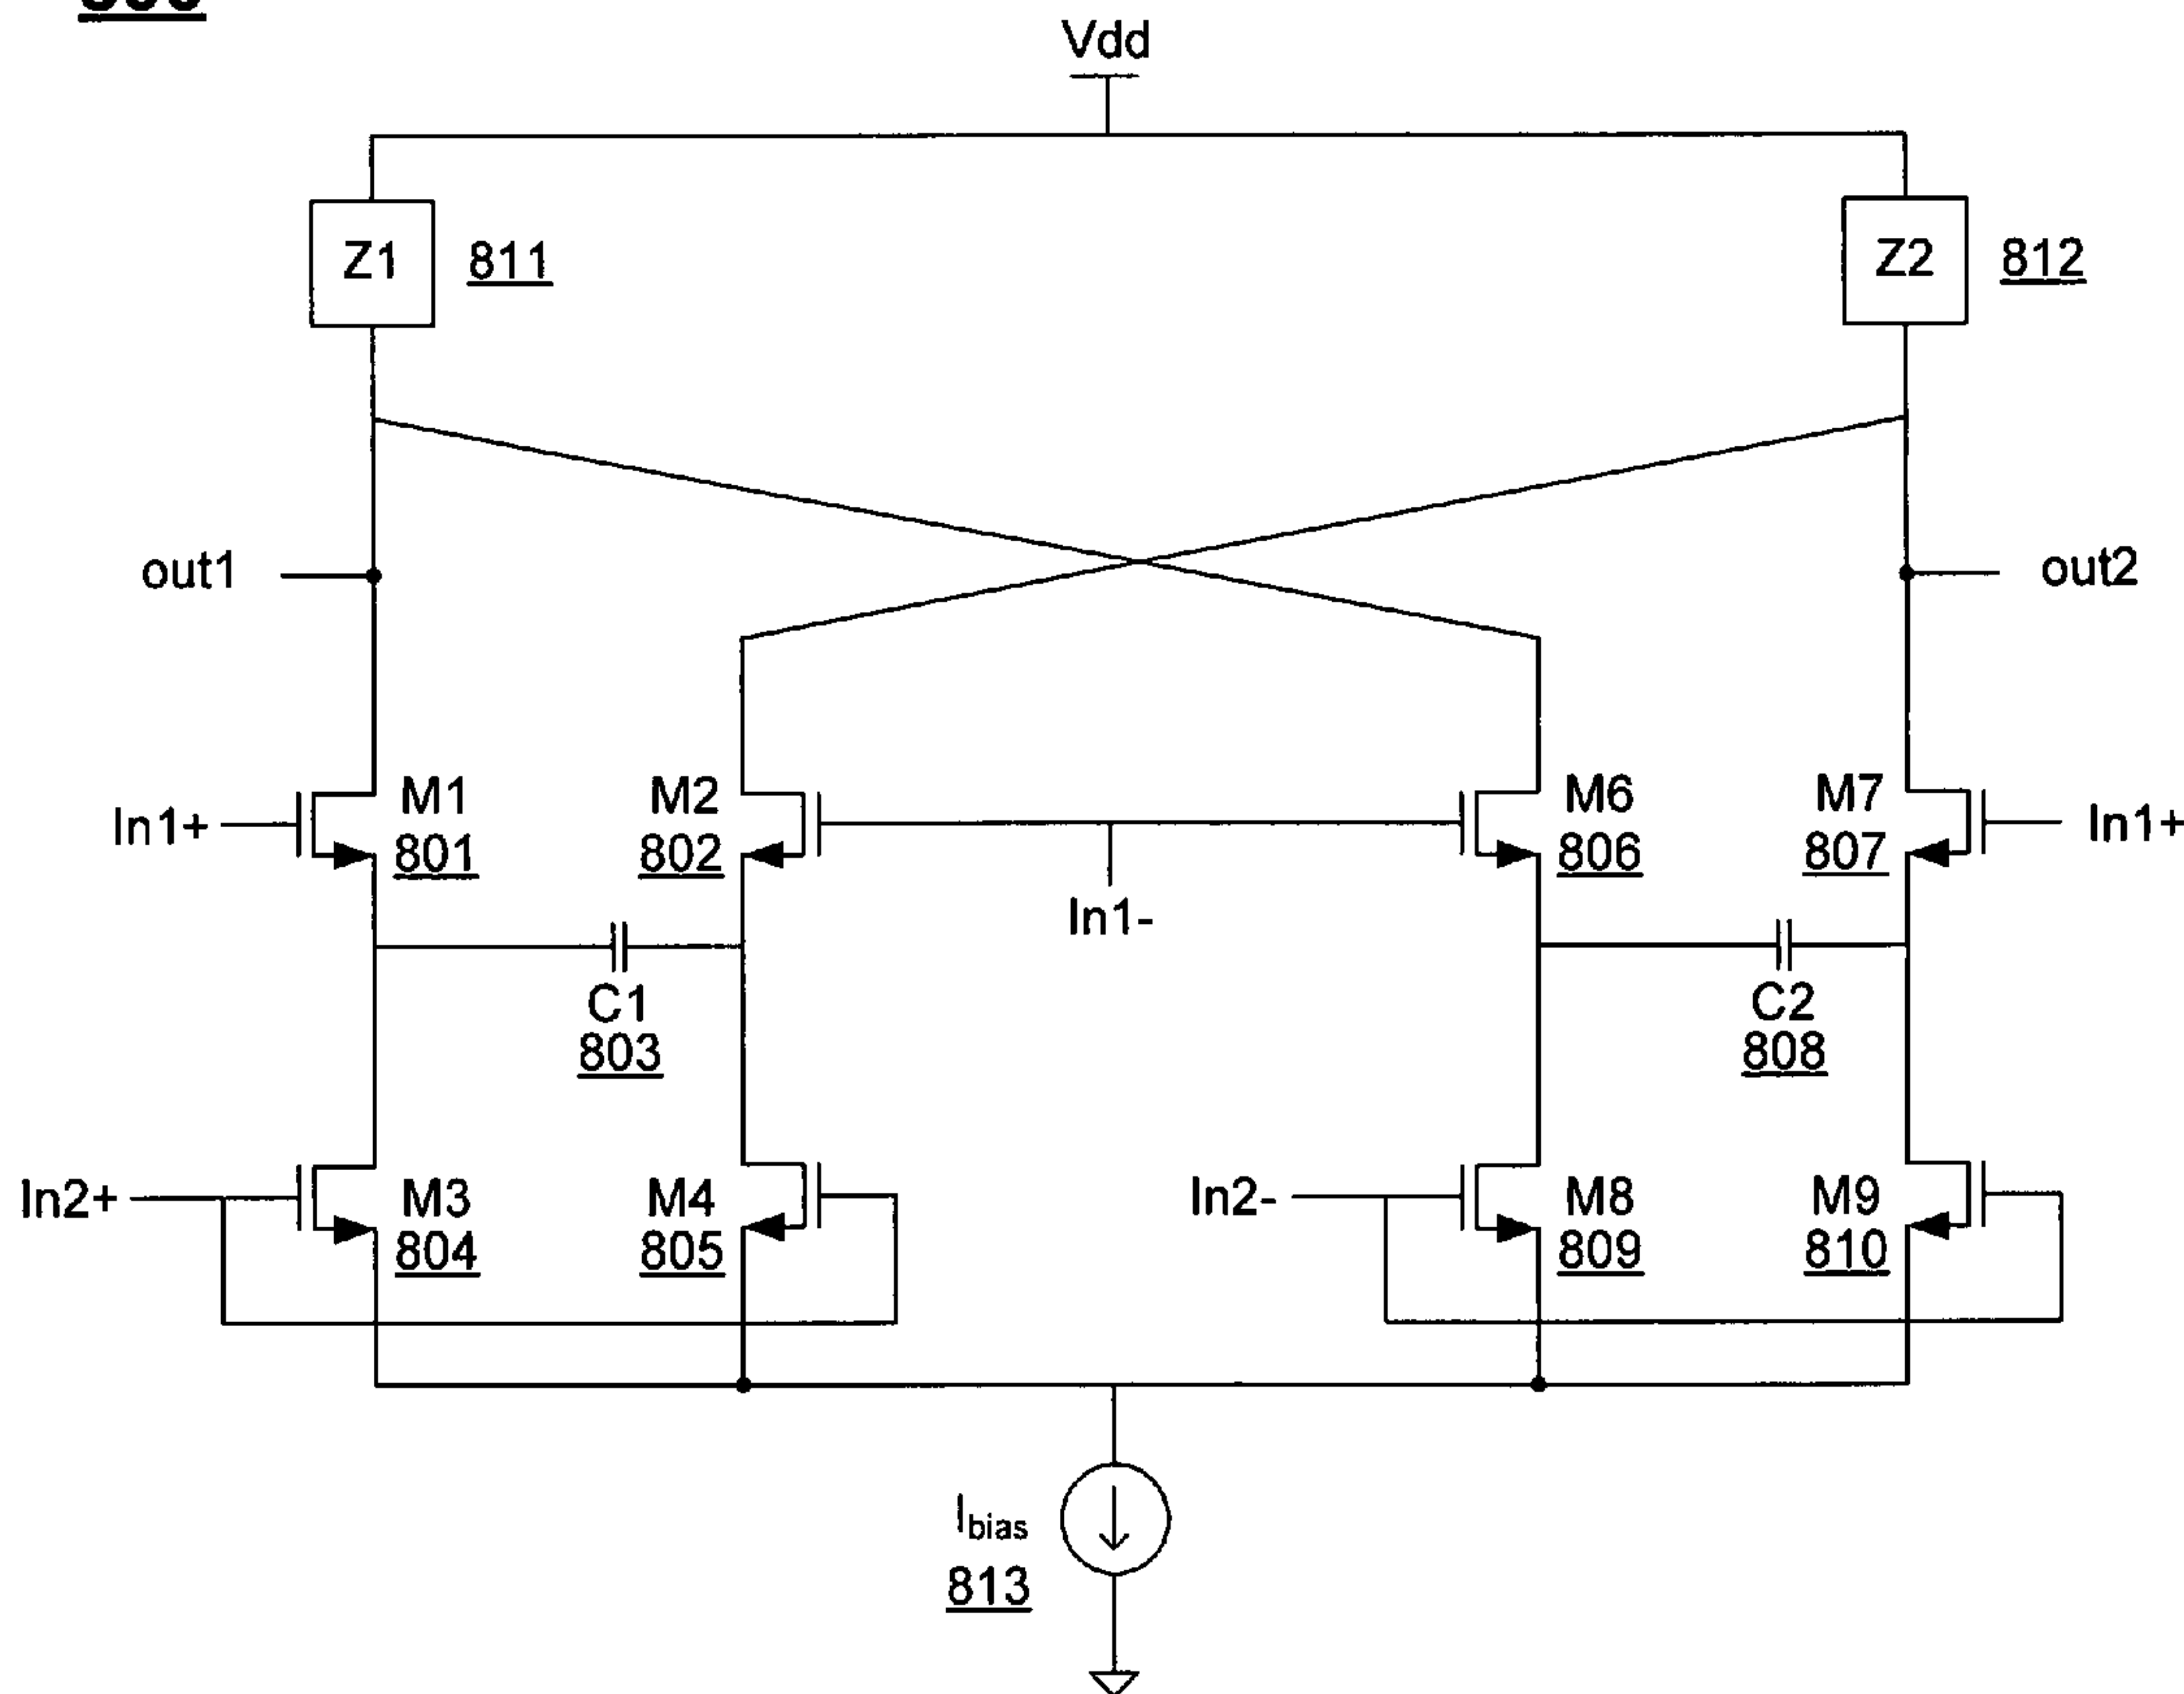 Vdd
Z1
811
Z2
812
out1
out2
In1+
M1
801
M2
802
In1-
M6
806
M7
807
In1+
C1
803
C2
808
In2+
M3
804
M4
805
In2-
M8
809
M9
810
Ibias
813